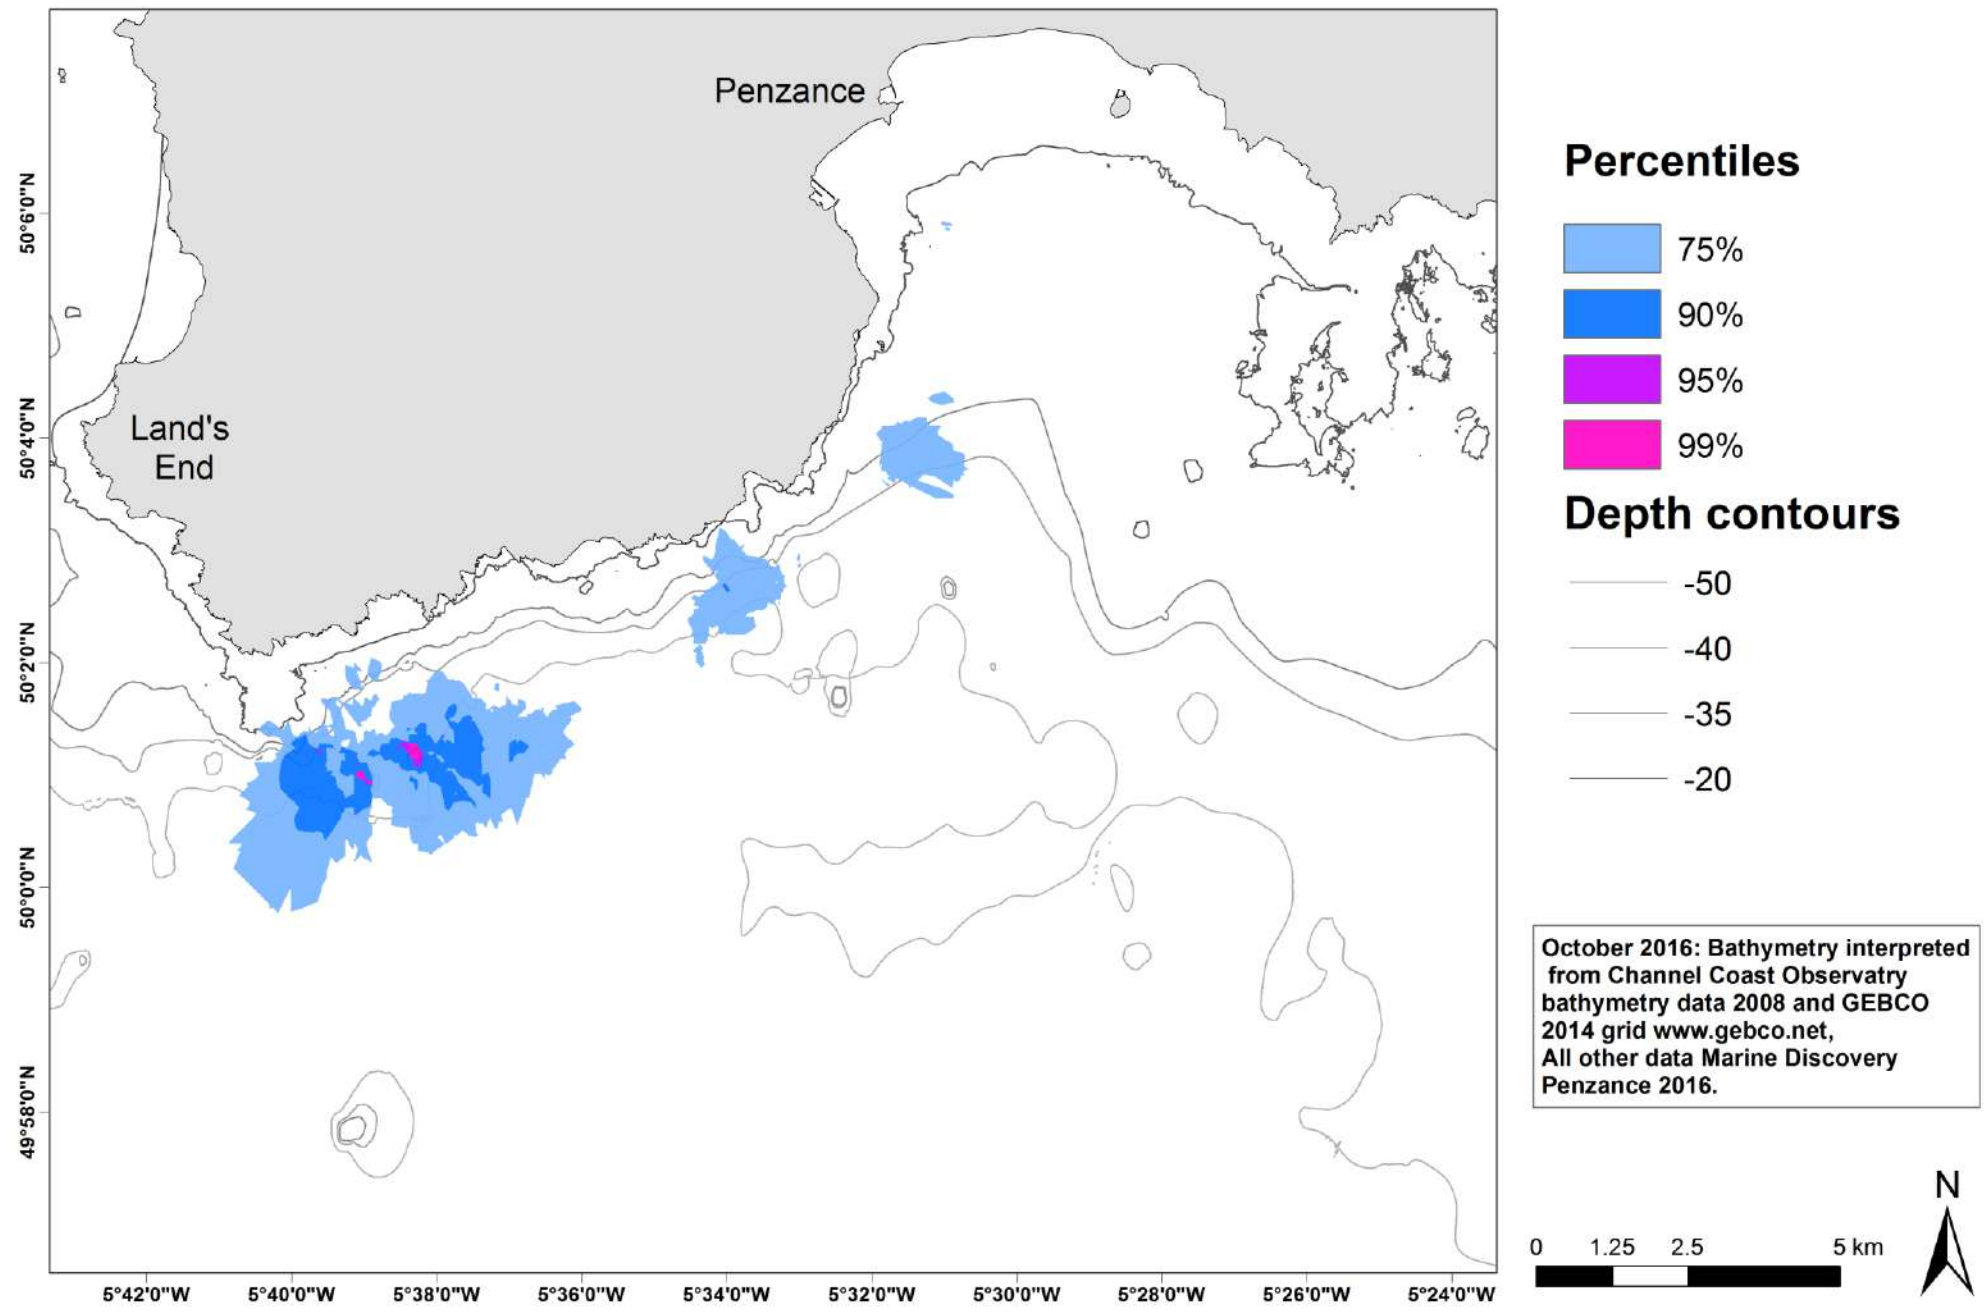 Penzance
Land's
End
50°6'0"N
50°4'0"N
50°2'0"N
50°0'0"N
49°58'0"N
5°42'0"W
5°40'0"W
5°38'0"W
5°36'0"W
5°34'0"W
5°32'0"W
5°30'0"W
5°28'0"W
5°26'0"W
5°24'0"W
Percentiles
75%
90%
95%
99%
Depth contours
-50
-40
-35
-20
October 2016: Bathymetry interpreted
from Channel Coast Observatry
bathymetry data 2008 and GEBCO
2014 grid www.gebco.net,
All other data Marine Discovery
Penzance 2016.
N
0 1.25 2.5 5 km